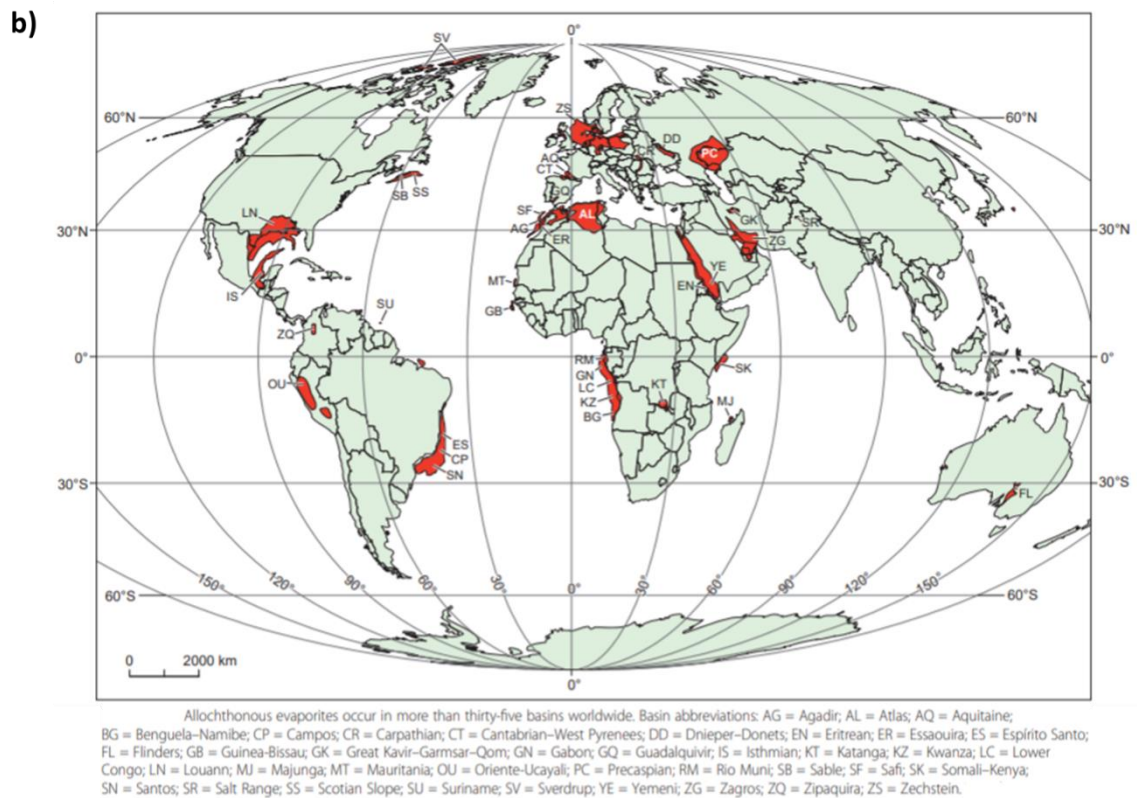 b)
0°
SV
60°N
60°N
ZS
DD
CR
PC
AQ
CT
GQ
SB SS
LN
SF
AL
GK
SR
30°N
30°N
AG
ER
ZG
YE
MT
EN
IS
GB
SU
ZQ
0°
0°
RM
SK
GN
OU
LC
KT
KZ
MJ
BG
ES
CP
SN
30°S
30°S
FL
150° 120° 90° 60° 30° 0° 30° 60° 90° 120° 150°
60°S
60°S
0 2000 km
0°
Allochthonous evaporites occur in more than thirty-five basins worldwide. Basin abbreviations: AG = Agadir; AL = Atlas; AQ = Aquitaine;
BG = Benguela–Namibe; CP = Campos; CR = Carpathian; CT = Cantabrian–West Pyrenees; DD = Dnieper–Donets; EN = Eritrean; ER = Essaouira; ES = Espírito Santo;
FL = Flinders; GB = Guinea-Bissau; GK = Great Kavir–Garmsar–Qom; GN = Gabon; GQ = Guadalquivir; IS = Isthmian; KT = Katanga; KZ = Kwanza; LC = Lower
Congo; LN = Louann; MJ = Majunga; MT = Mauritania; OU = Oriente-Ucayali; PC = Precaspian; RM = Rio Muni; SB = Sable; SF = Safi; SK = Somali–Kenya;
SN = Santos; SR = Salt Range; SS = Scotian Slope; SU = Suriname; SV = Sverdrup; YE = Yemeni; ZG = Zagros; ZQ = Zipaquira; ZS = Zechstein.